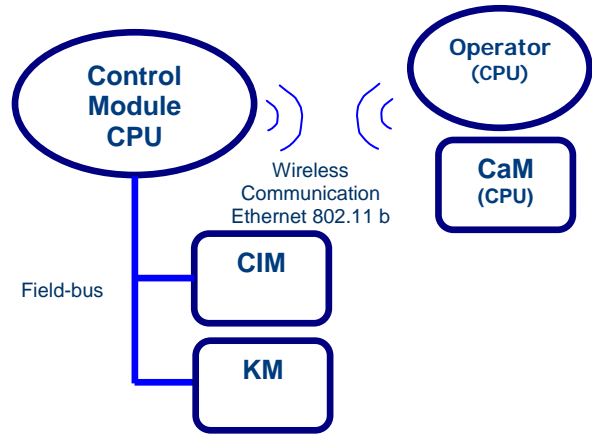 Control
Module
CPU
Operator
(CPU)
CaM
(CPU)
Wireless
Communication
Ethernet 802.11 b
CIM
Field-bus
KM